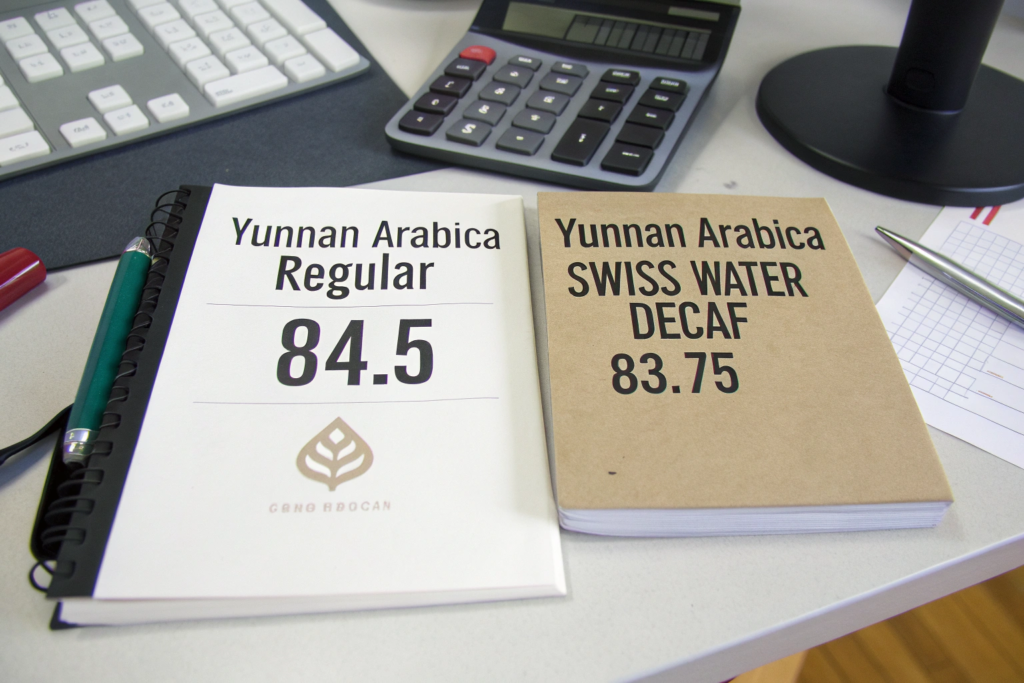 Yunnan Arabica
Regular
84.5
Yunnan Arabica
SWISS WATER
DECAF
83.75